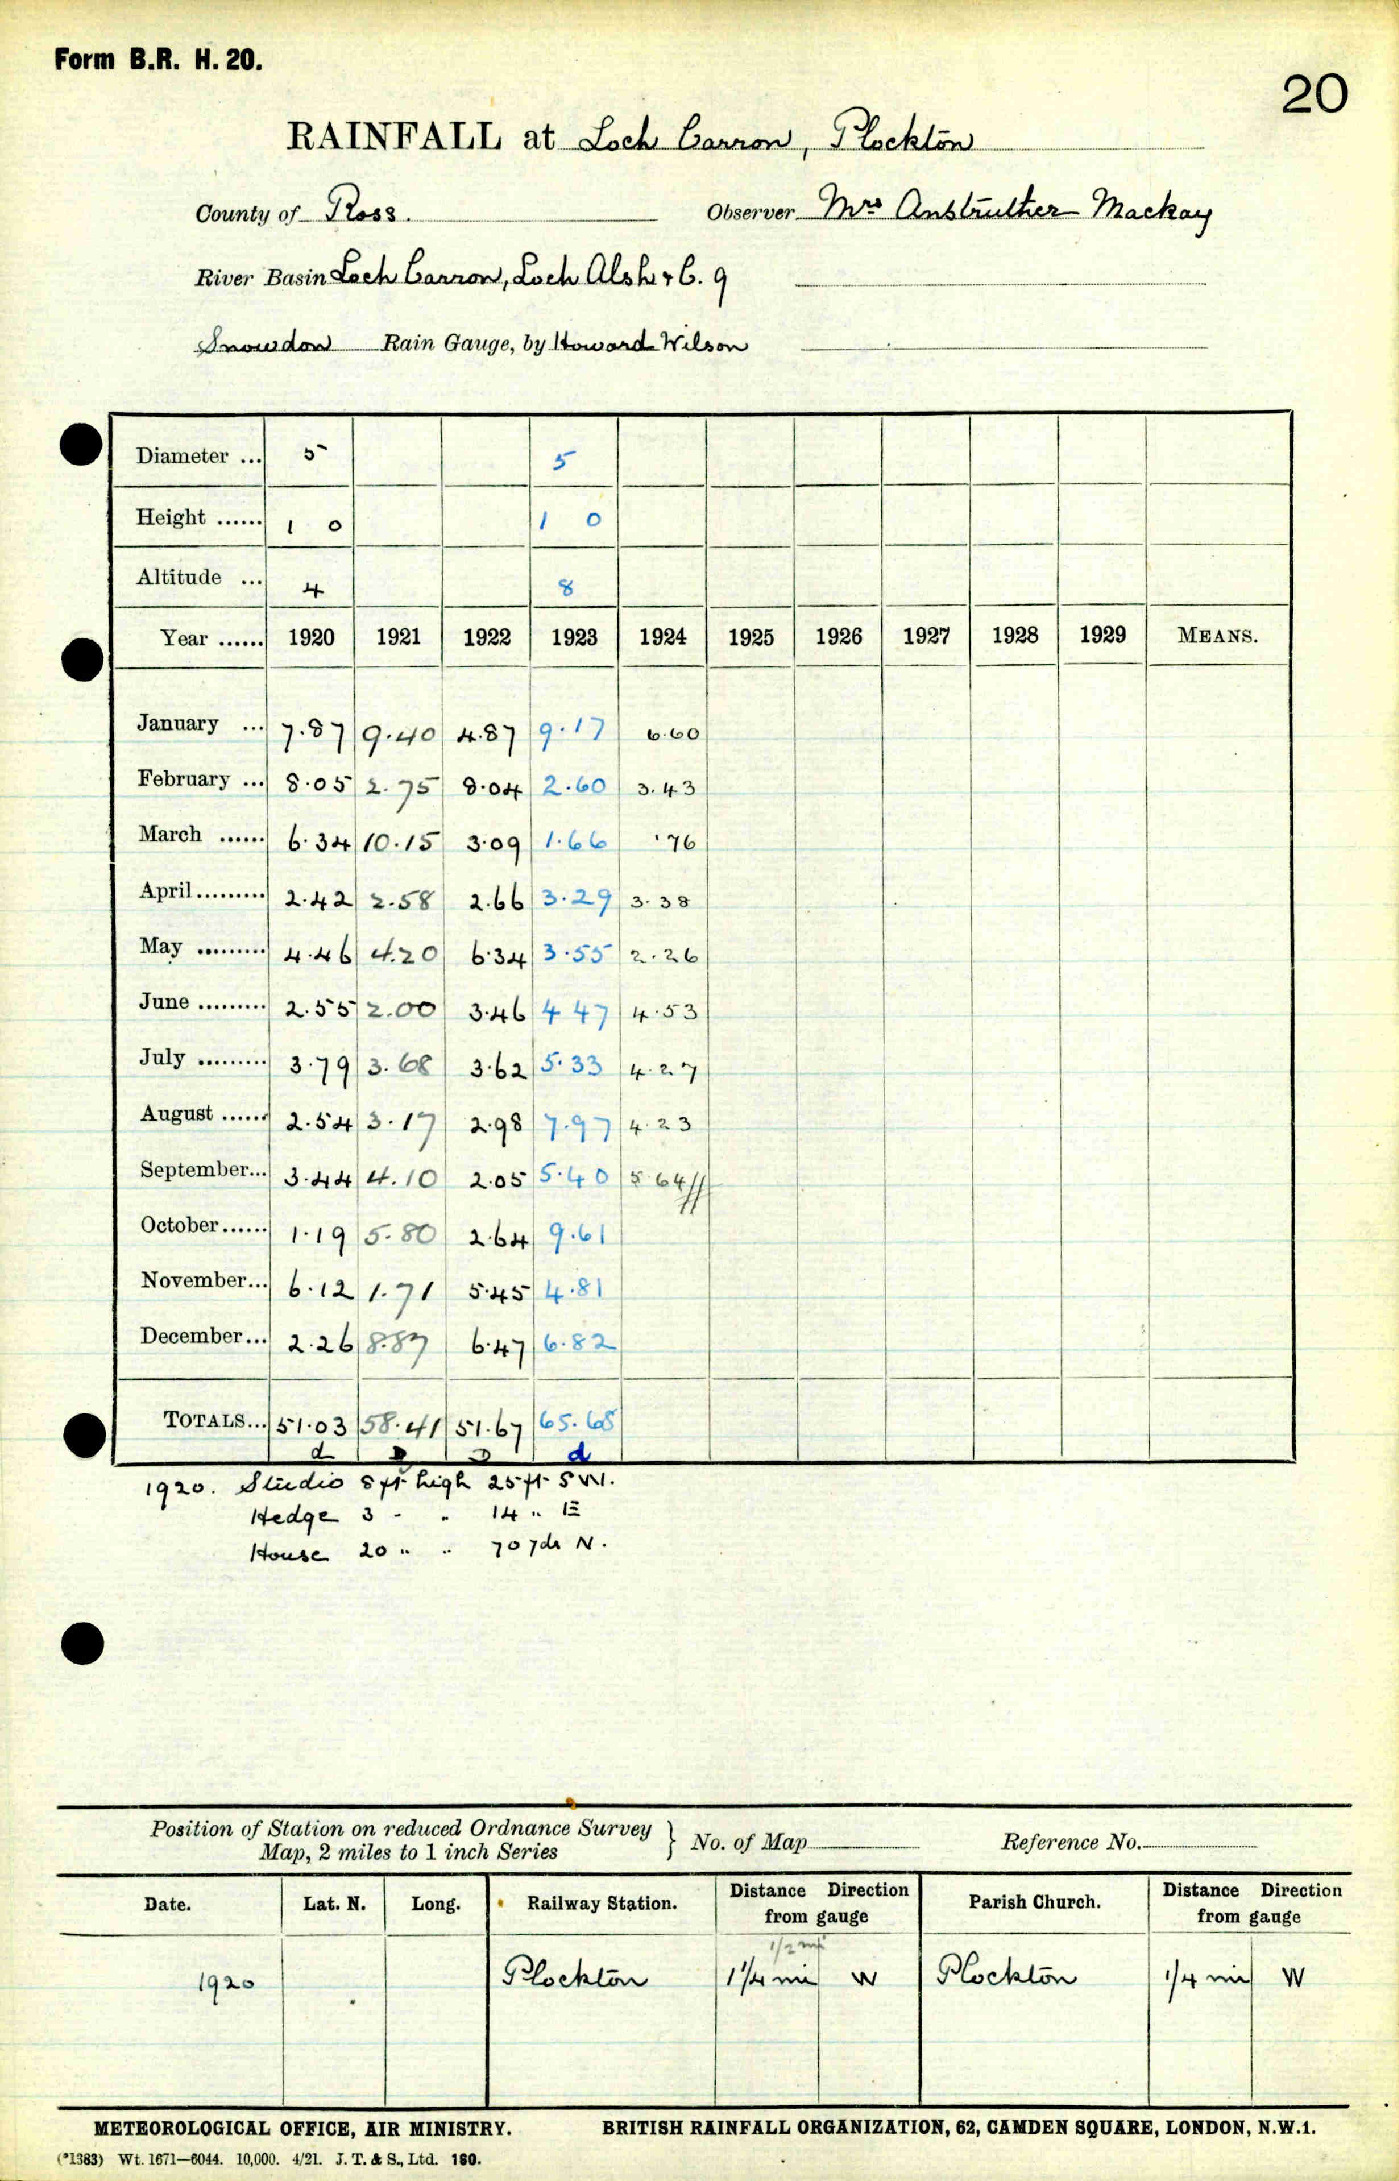 Form B.R. H. 20.
20
RAINFALL at Loch Carron, Plockton
County of Ross. Observer Mrs Anstruther Mackay
River Basin Loch Carron, Loch Alsh & C. 9
Snowdon Rain Gauge, by Howard Wilson
Diameter ... 5 5
Height ...... 1 0 1 0
Altitude ... 4 8
Year ...... 1920 1921 1922 1923 1924 1925 1926 1927 1928 1929 MEANS.
January ... 7.87 9.40 4.87 9.17 6.60
February ... 8.05 2.75 8.04 2.60 3.43
March ...... 6.34 10.15 3.09 1.66 .76
April......... 2.42 2.58 2.66 3.29 3.38
May ......... 4.46 4.20 6.34 3.55 2.26
June ......... 2.55 2.00 3.46 4 47 4.53
July ......... 3.79 3.68 3.62 5.33 4.27
August ...... 2.54 3.17 2.98 7.97 4.23
September... 3.44 4.10 2.05 5.40 5 64
October...... 1.19 5.80 2.64 9.61
November... 6.12 1.71 5.45 4.81
December... 2.26 8.87 6.47 6.82
TOTALS... 51.03 58.41 51.67 65.68
d D D d
1920. Studio 8 ft high 25 ft SW.
Hedge 3 " " 14 " E
House 20 " " 70 yds N.
Position of Station on reduced Ordnance Survey
Map, 2 miles to 1 inch Series } No. of Map Reference No.
Date. Lat. N. Long. Railway Station. Distance Direction from gauge Parish Church. Distance Direction from gauge
1/2 mi
1920 Plockton 1 1/4 mi W Plockton 1/4 mi W
METEOROLOGICAL OFFICE, AIR MINISTRY. BRITISH RAINFALL ORGANIZATION, 62, CAMDEN SQUARE, LONDON, N.W.1.
(*1383) Wt. 1671—6044. 10,000. 4/21. J. T. & S., Ltd. 180.